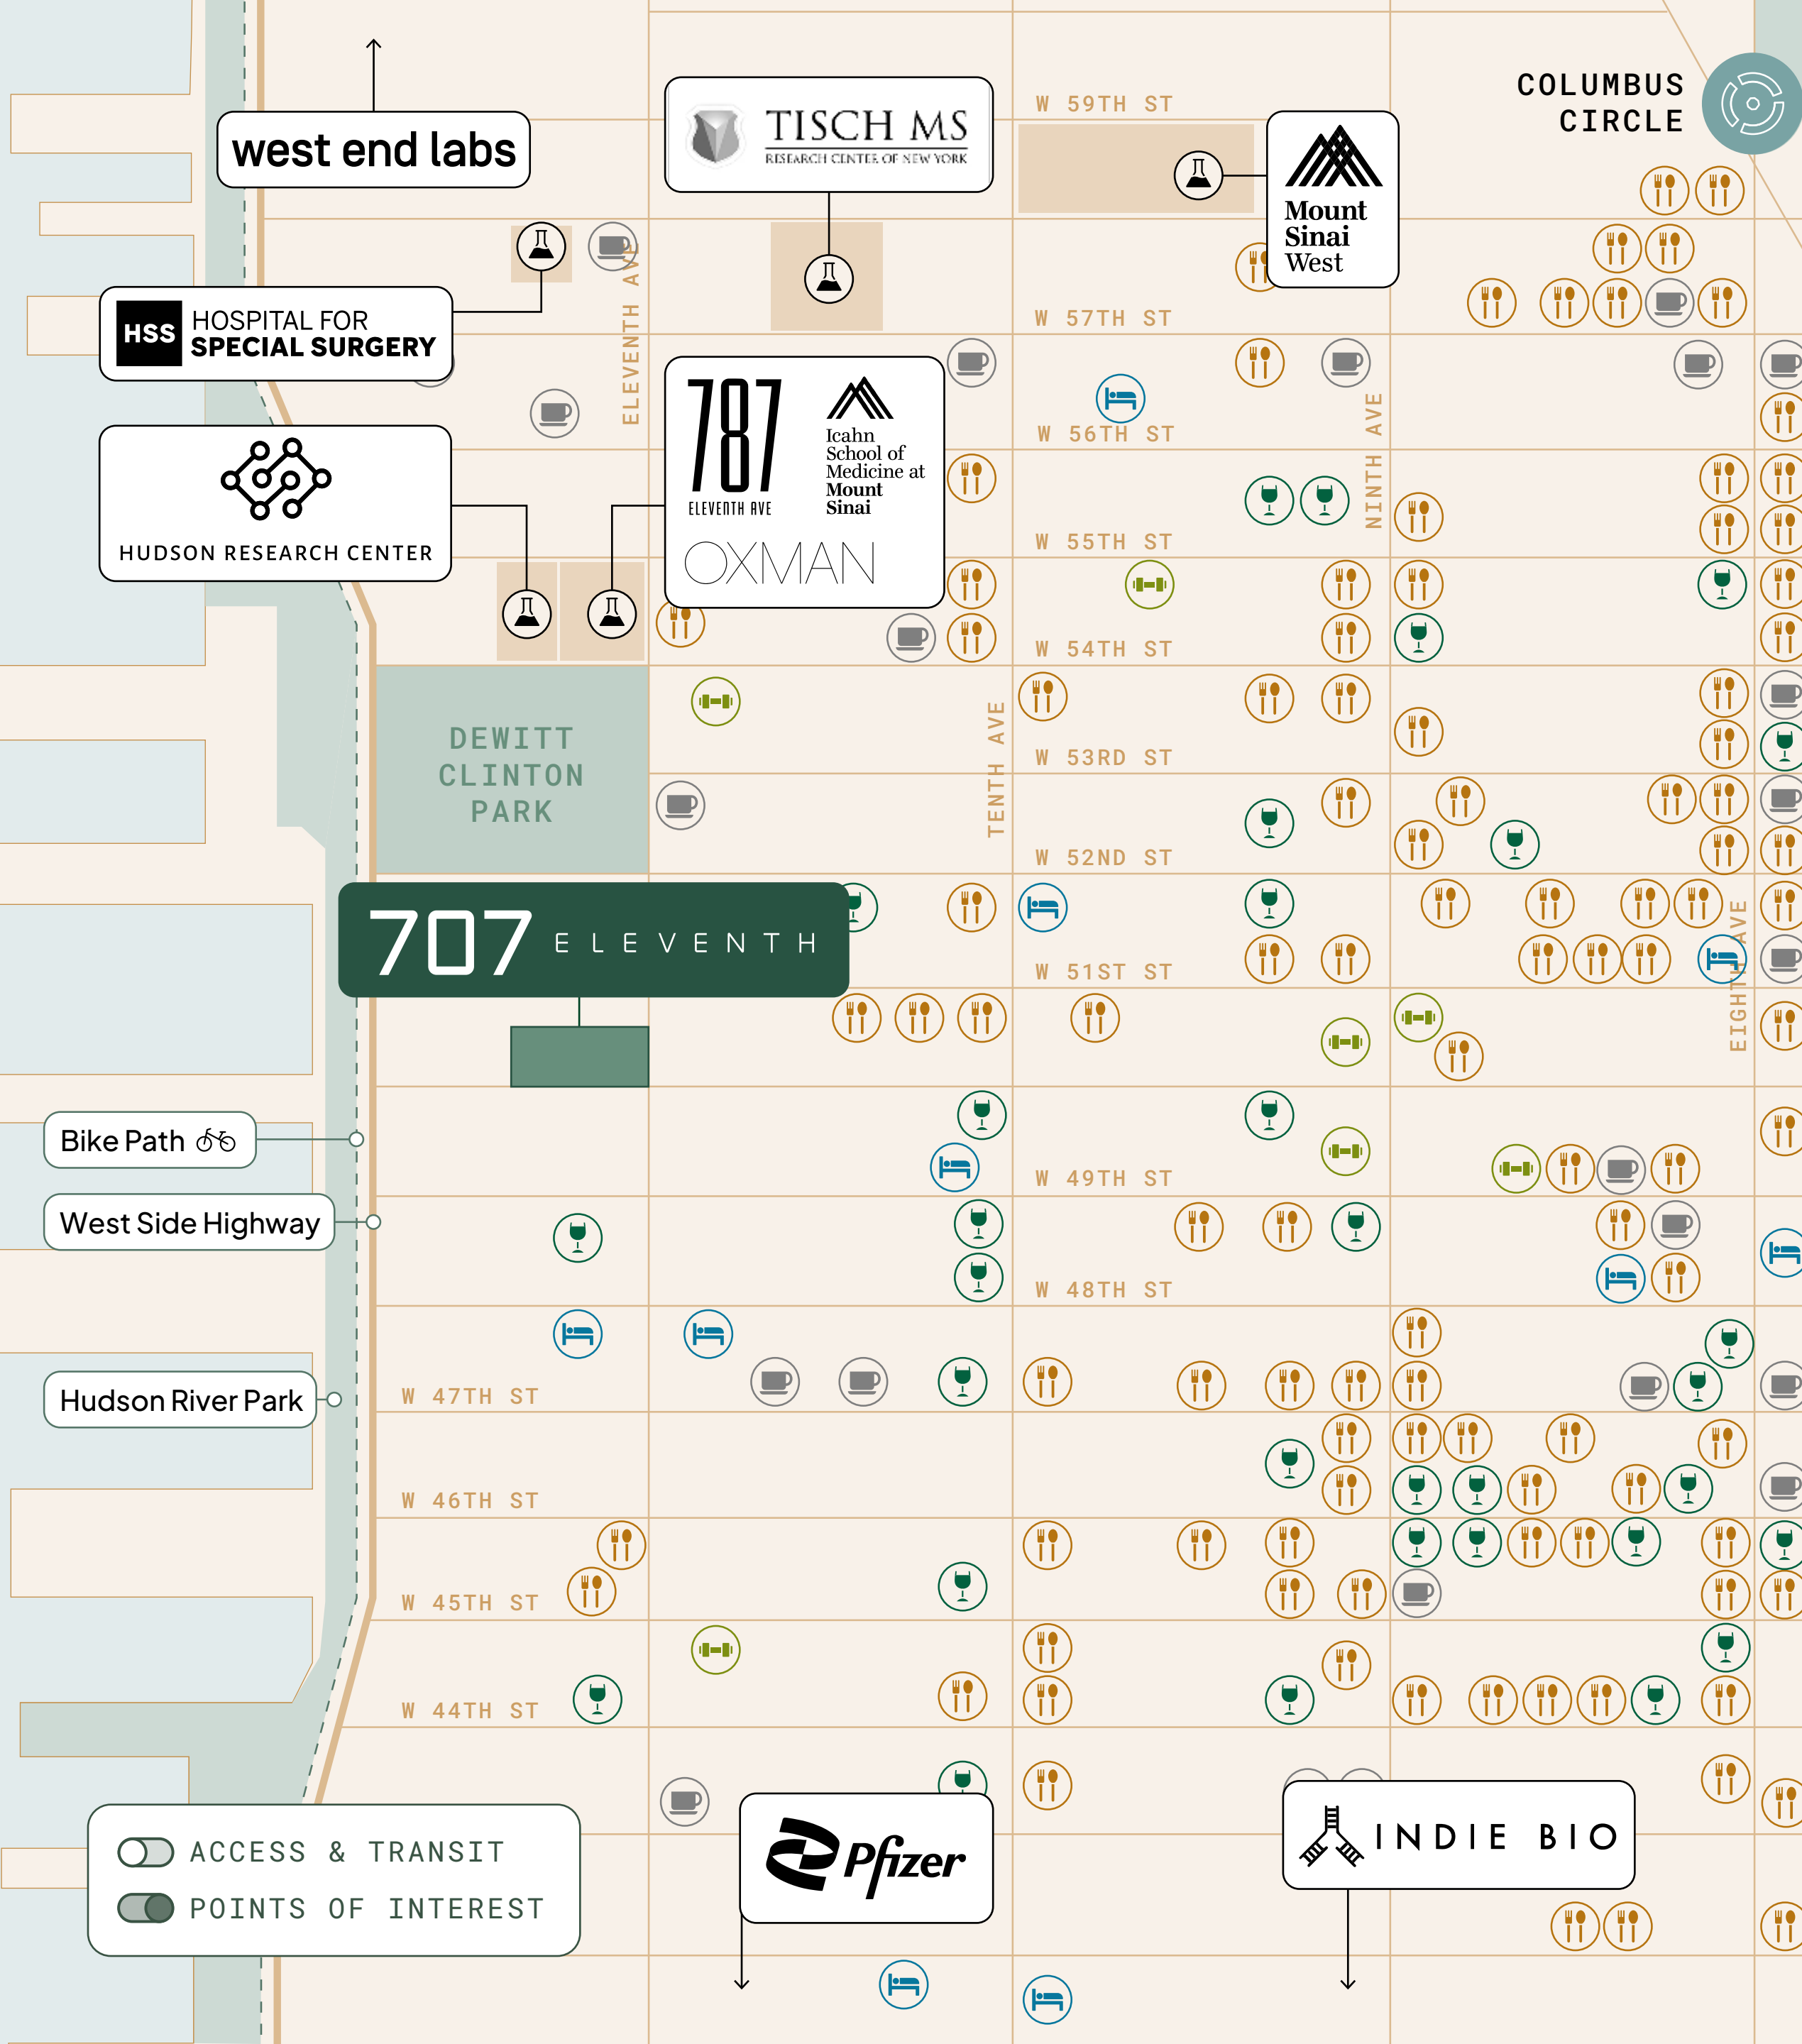 COLUMBUS
CIRCLE
W 59TH ST
west end labs
TISCH MS
RESEARCH CENTER OF NEW YORK
Mount
Sinai
West
ELEVENTH AVE
HSS
HOSPITAL FOR
SPECIAL SURGERY
W 57TH ST
787
ELEVENTH AVE
Icahn
School of
Medicine at
Mount
Sinai
OXMAN
W 56TH ST
NINTH AVE
HUDSON RESEARCH CENTER
W 55TH ST
W 54TH ST
DEWITT
CLINTON
PARK
TENTH AVE
W 53RD ST
W 52ND ST
707 ELEVENTH
W 51ST ST
EIGHTH AVE
Bike Path
W 49TH ST
West Side Highway
W 48TH ST
Hudson River Park
W 47TH ST
W 46TH ST
W 45TH ST
W 44TH ST
ACCESS & TRANSIT
POINTS OF INTEREST
Pfizer
INDIE BIO